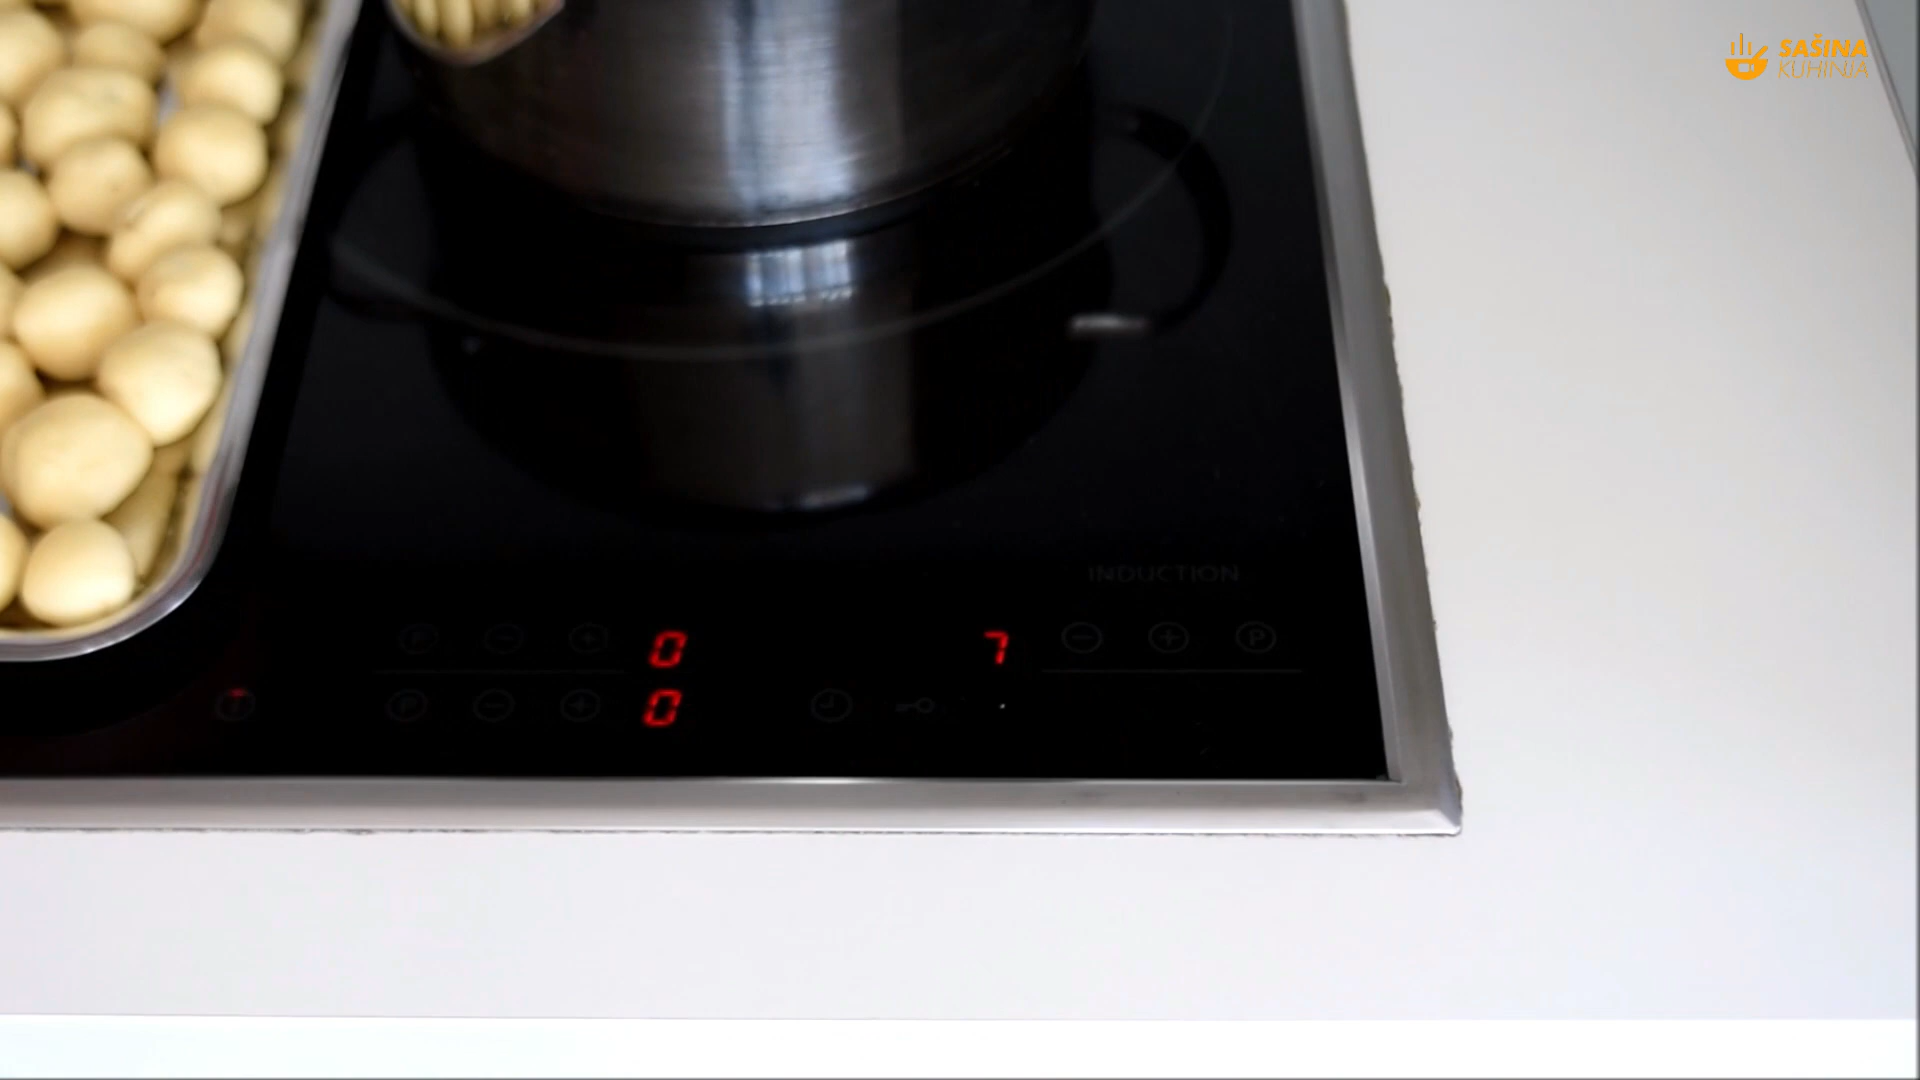 SAŠINA
KUHINJA
INDUCTION
P - + 0 7 - + P
P - + 0